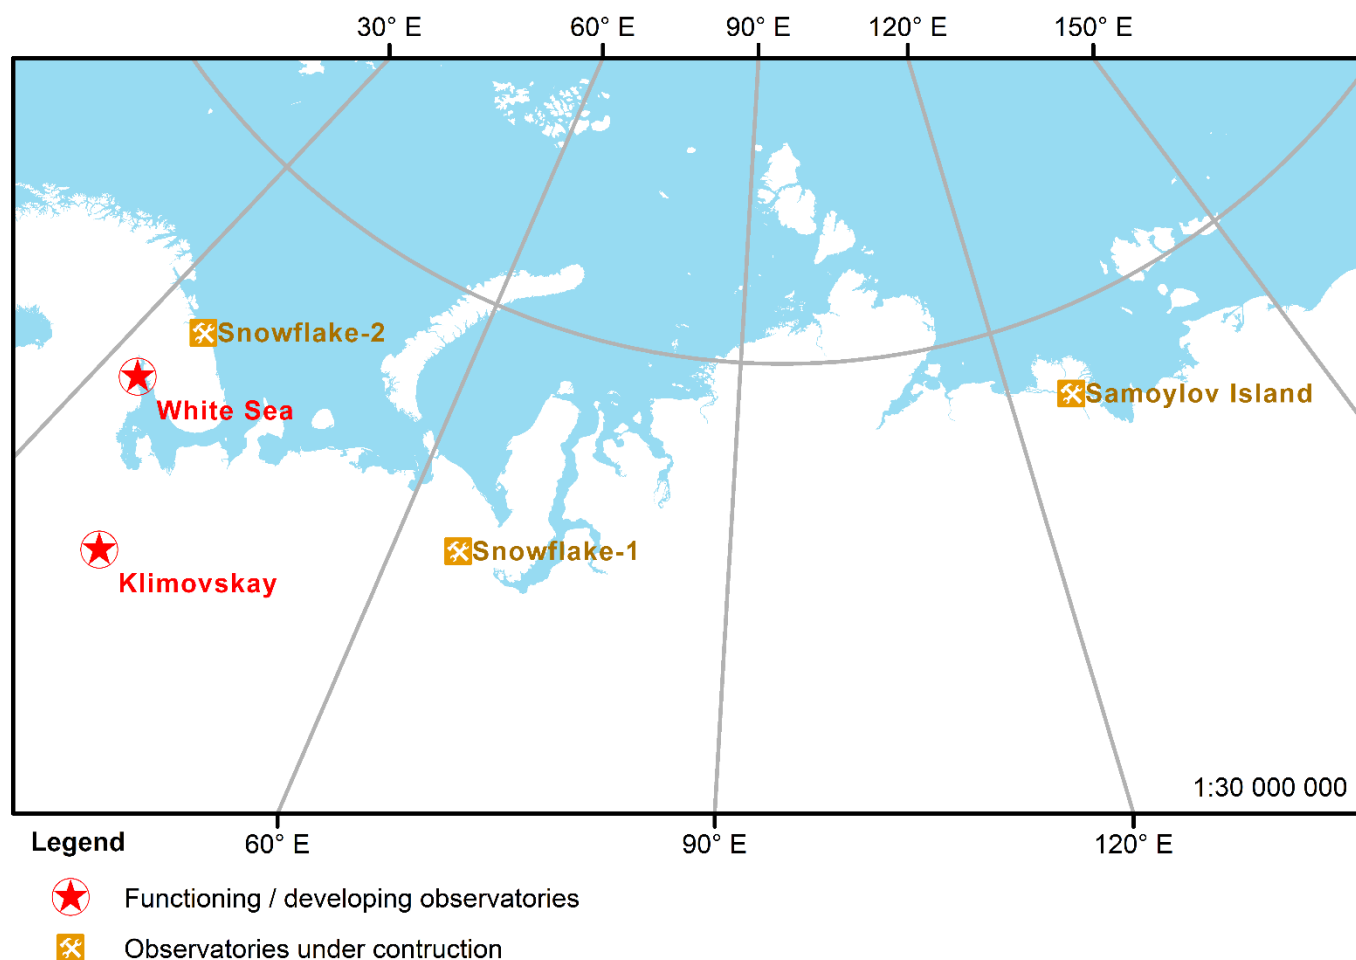 30° E
60° E
90° E
120° E
150° E
Snowflake-2
White Sea
Samoylov Island
Snowflake-1
Klimovskay
1:30 000 000
60° E
90° E
120° E
Legend
Functioning / developing observatories
Observatories under contruction